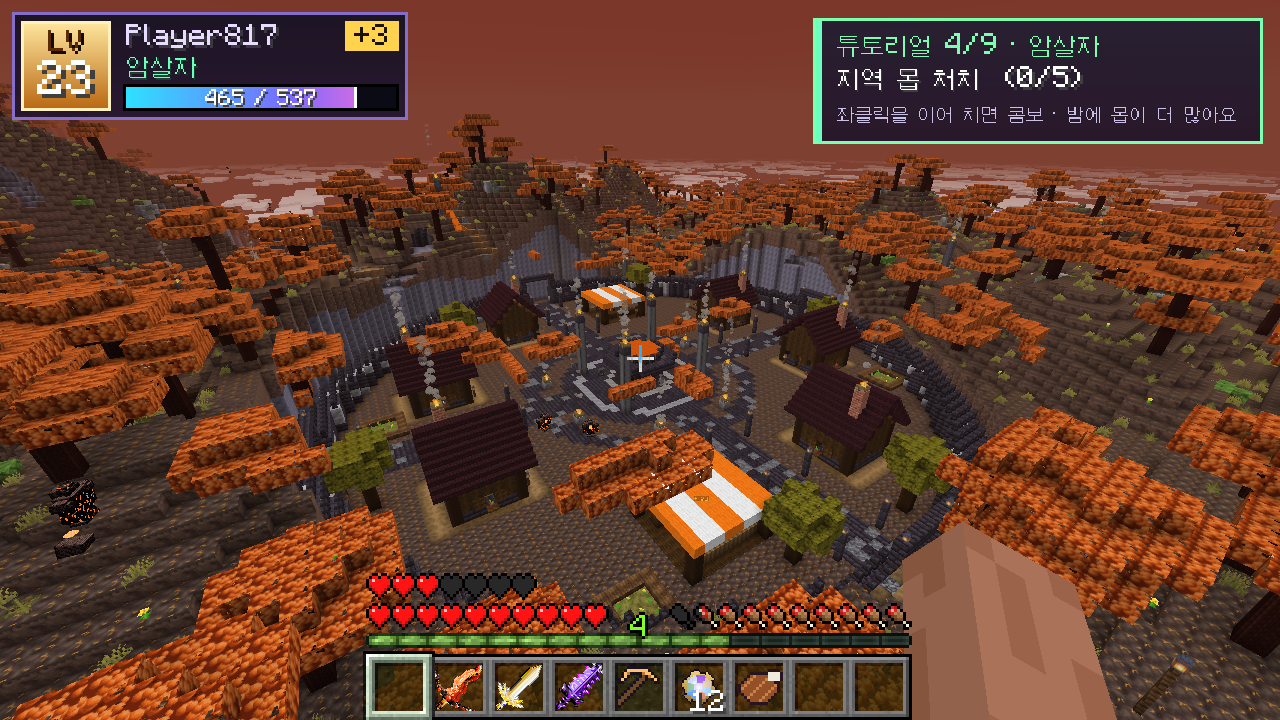 LV
23
Player817
+3
암살자
465 / 537
튜토리얼 4/9 · 암살자
지역 몹 처치 (0/5)
좌클릭을 이어 치면 콤보 · 밤에 몹이 더 많아요
4
12